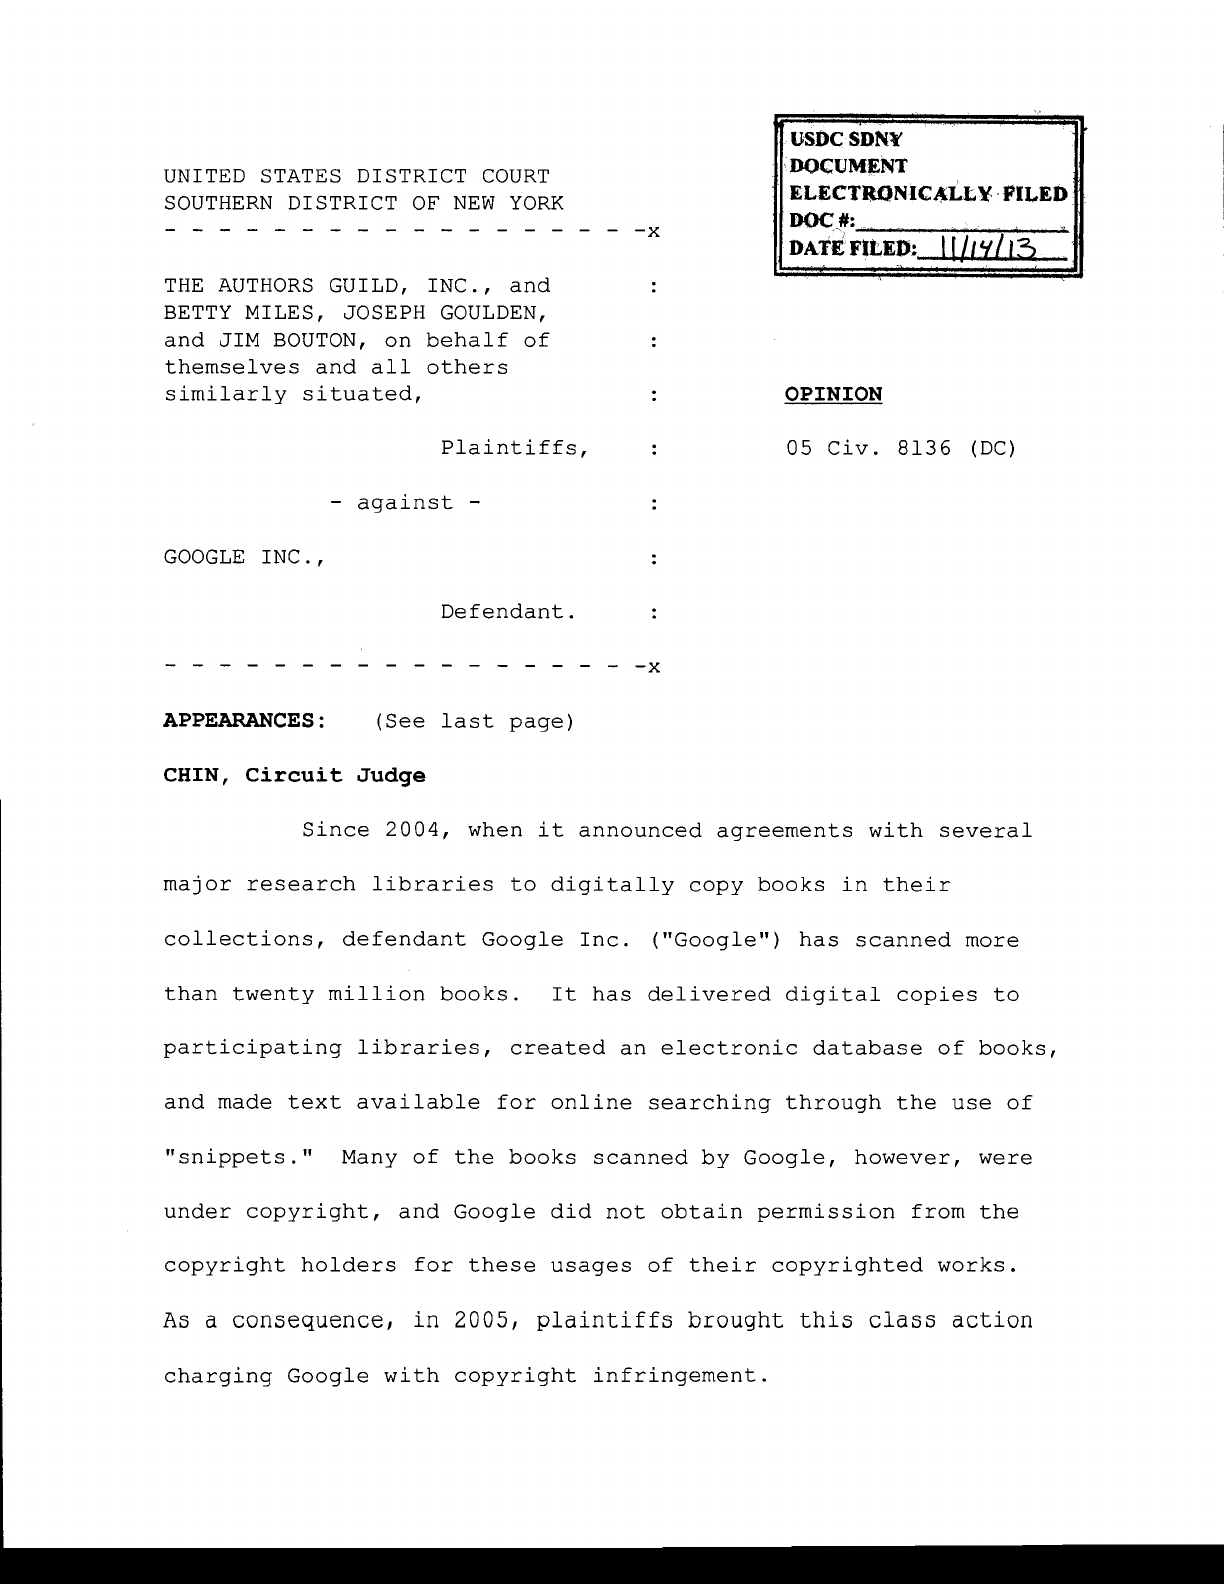 USDC SDNY
DOCUMENT
ELECTRONICALLY FILED
DOC #:
DATE FILED: 11/14/13
UNITED STATES DISTRICT COURT
SOUTHERN DISTRICT OF NEW YORK
- - - - - - - - - - - - - - - - - -x
THE AUTHORS GUILD, INC., and :
BETTY MILES, JOSEPH GOULDEN,
and JIM BOUTON, on behalf of :
themselves and all others
similarly situated, : OPINION
Plaintiffs, : 05 Civ. 8136 (DC)
- against - :
GOOGLE INC., :
Defendant. :
- - - - - - - - - - - - - - - - - -x
APPEARANCES: (See last page)
CHIN, Circuit Judge
Since 2004, when it announced agreements with several
major research libraries to digitally copy books in their
collections, defendant Google Inc. ("Google") has scanned more
than twenty million books. It has delivered digital copies to
participating libraries, created an electronic database of books,
and made text available for online searching through the use of
"snippets." Many of the books scanned by Google, however, were
under copyright, and Google did not obtain permission from the
copyright holders for these usages of their copyrighted works.
As a consequence, in 2005, plaintiffs brought this class action
charging Google with copyright infringement.